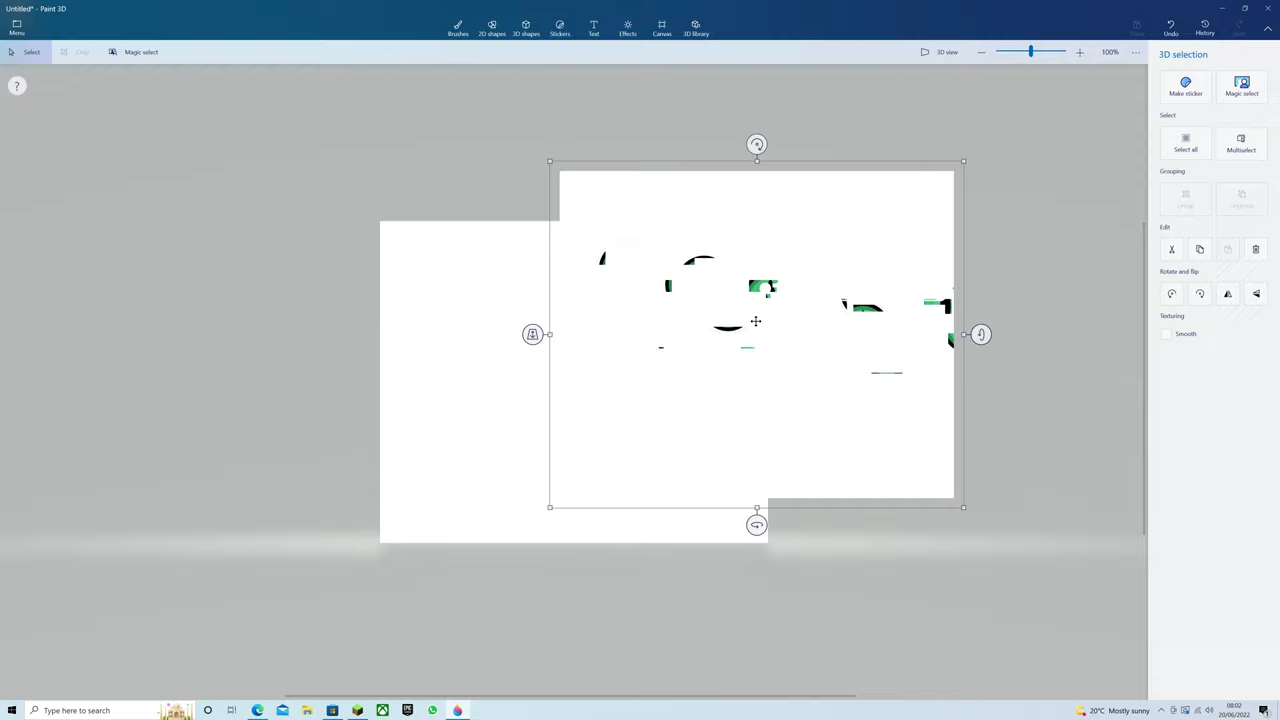 Untitled* - Paint 3D
Menu
Brushes
2D shapes
3D shapes
Stickers
Text
Effects
Canvas
3D library
Undo
History
Select
Crop
Magic select
3D view
100%
3D selection
Make sticker
Magic select
Select
Select all
Multiselect
Grouping
Group
Ungroup
Edit
Rotate and flip
Texturing
Smooth
Type here to search
20°C Mostly sunny
08:02
20/06/2022